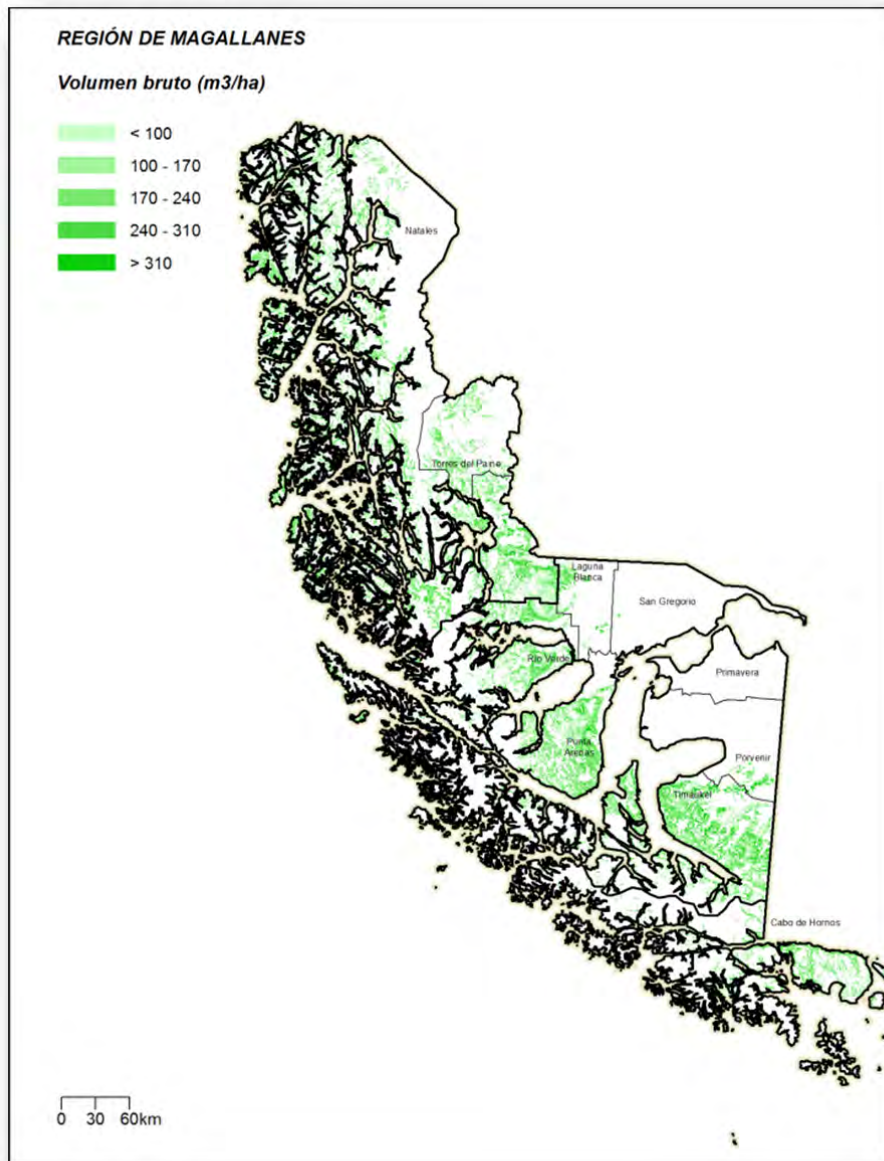 REGIÓN DE MAGALLANES
Volumen bruto (m3/ha)
< 100
100 - 170
170 - 240
240 - 310
> 310
Natales
Torres del Paine
Laguna
Blanca
San Gregorio
Río Verde
Primavera
Punta
Arenas
Porvenir
Timaukel
Cabo de Hornos
0 30 60km